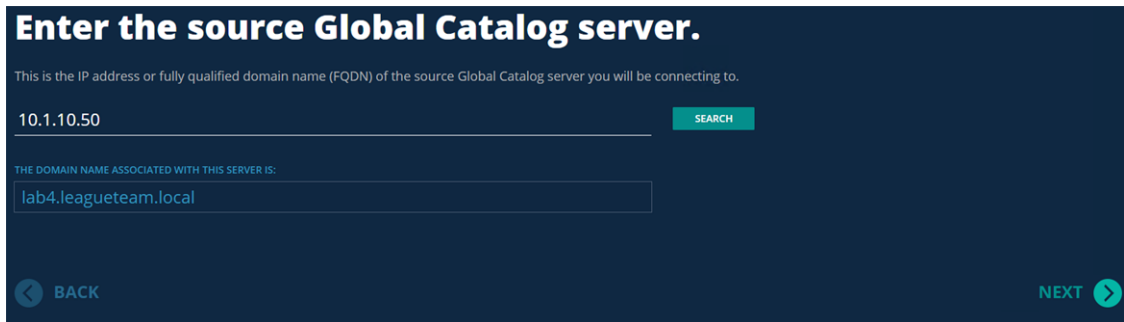 Enter the source Global Catalog server.
This is the IP address or fully qualified domain name (FQDN) of the source Global Catalog server you will be connecting to.
10.1.10.50
SEARCH
THE DOMAIN NAME ASSOCIATED WITH THIS SERVER IS:
lab4.leagueteam.local
BACK
NEXT